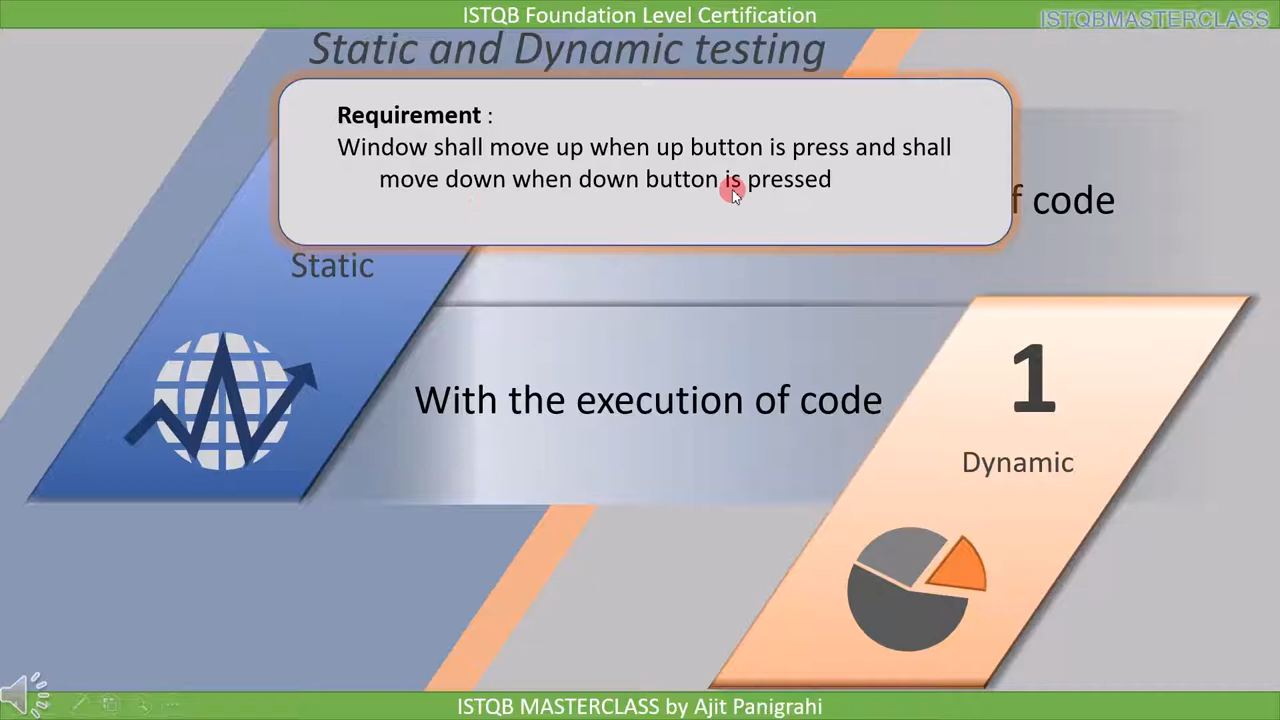 ISTQB Foundation Level Certification
ISTQBMASTERCLASS
Static and Dynamic testing
Requirement :
Window shall move up when up button is press and shall
move down when down button is pressed
f code
Static
With the execution of code
1
Dynamic
ISTQB MASTERCLASS by Ajit Panigrahi